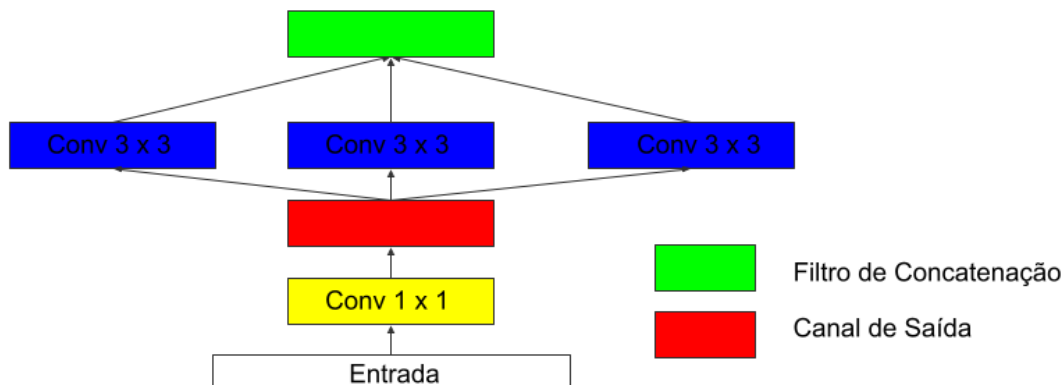 Conv 3 x 3
Conv 3 x 3
Conv 3 x 3
Conv 1 x 1
Entrada
Filtro de Concatenação
Canal de Saída